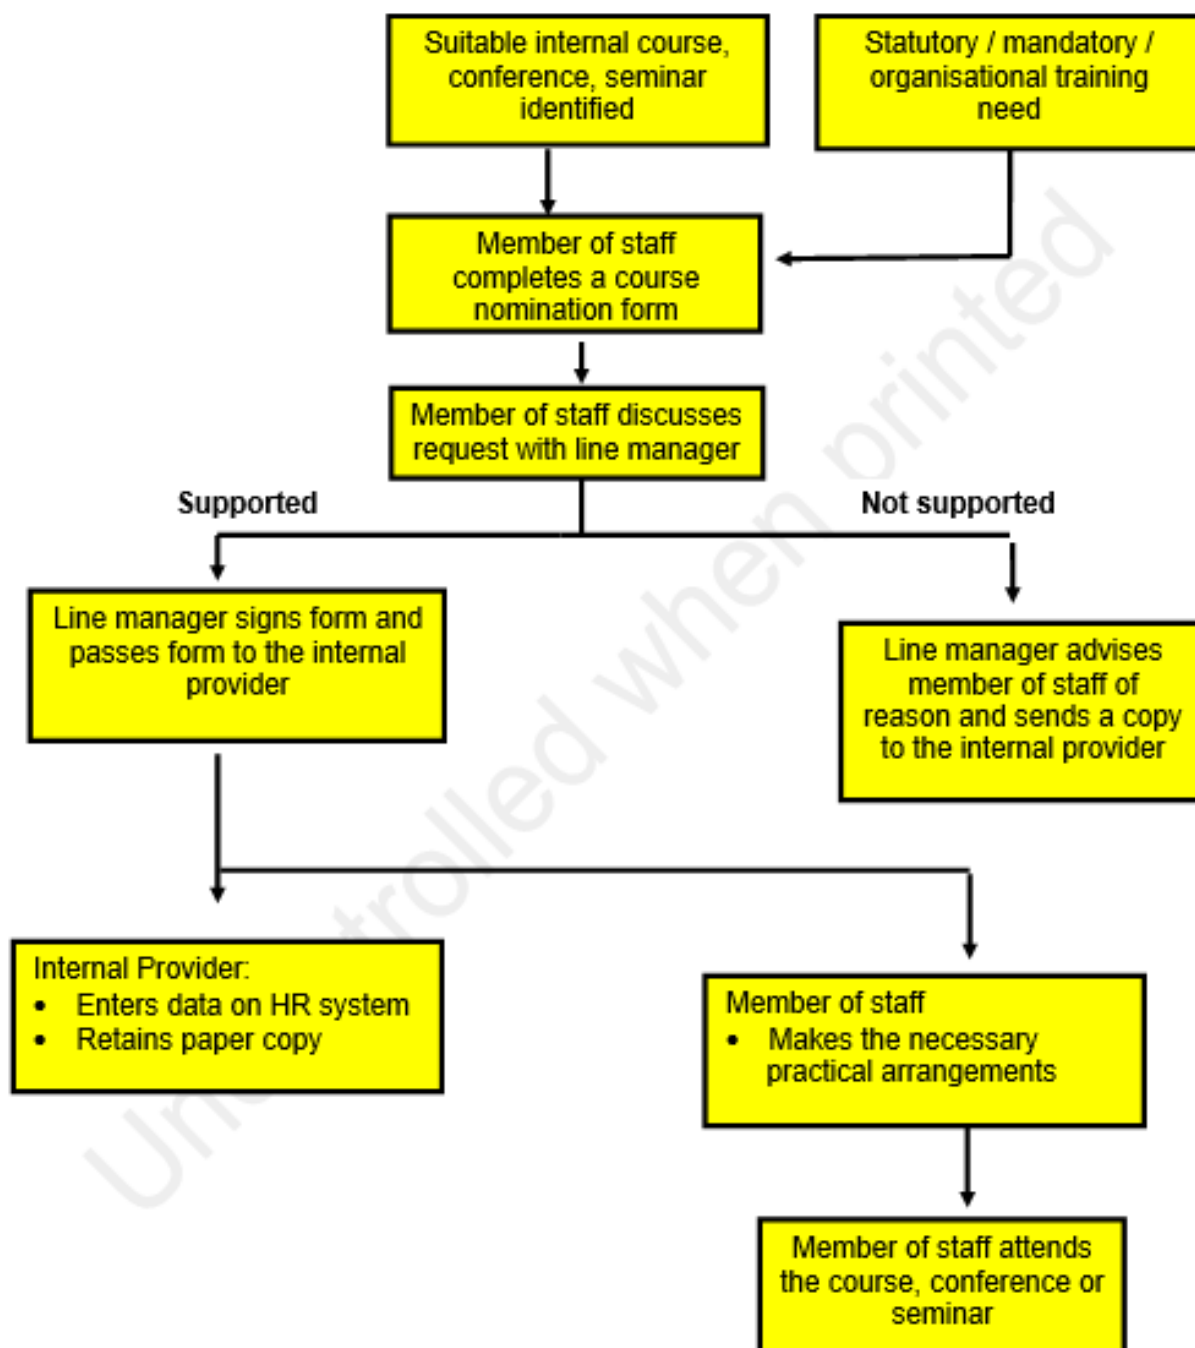 Suitable internal course,
conference, seminar
identified
Statutory / mandatory /
organisational training
need
Member of staff
completes a course
nomination form
Member of staff discusses
request with line manager
Supported
Not supported
Line manager signs form and
passes form to the internal
provider
Line manager advises
member of staff of
reason and sends a copy
to the internal provider
Internal Provider:
• Enters data on HR system
• Retains paper copy
Member of staff
• Makes the necessary
practical arrangements
Member of staff attends
the course, conference or
seminar
when printed